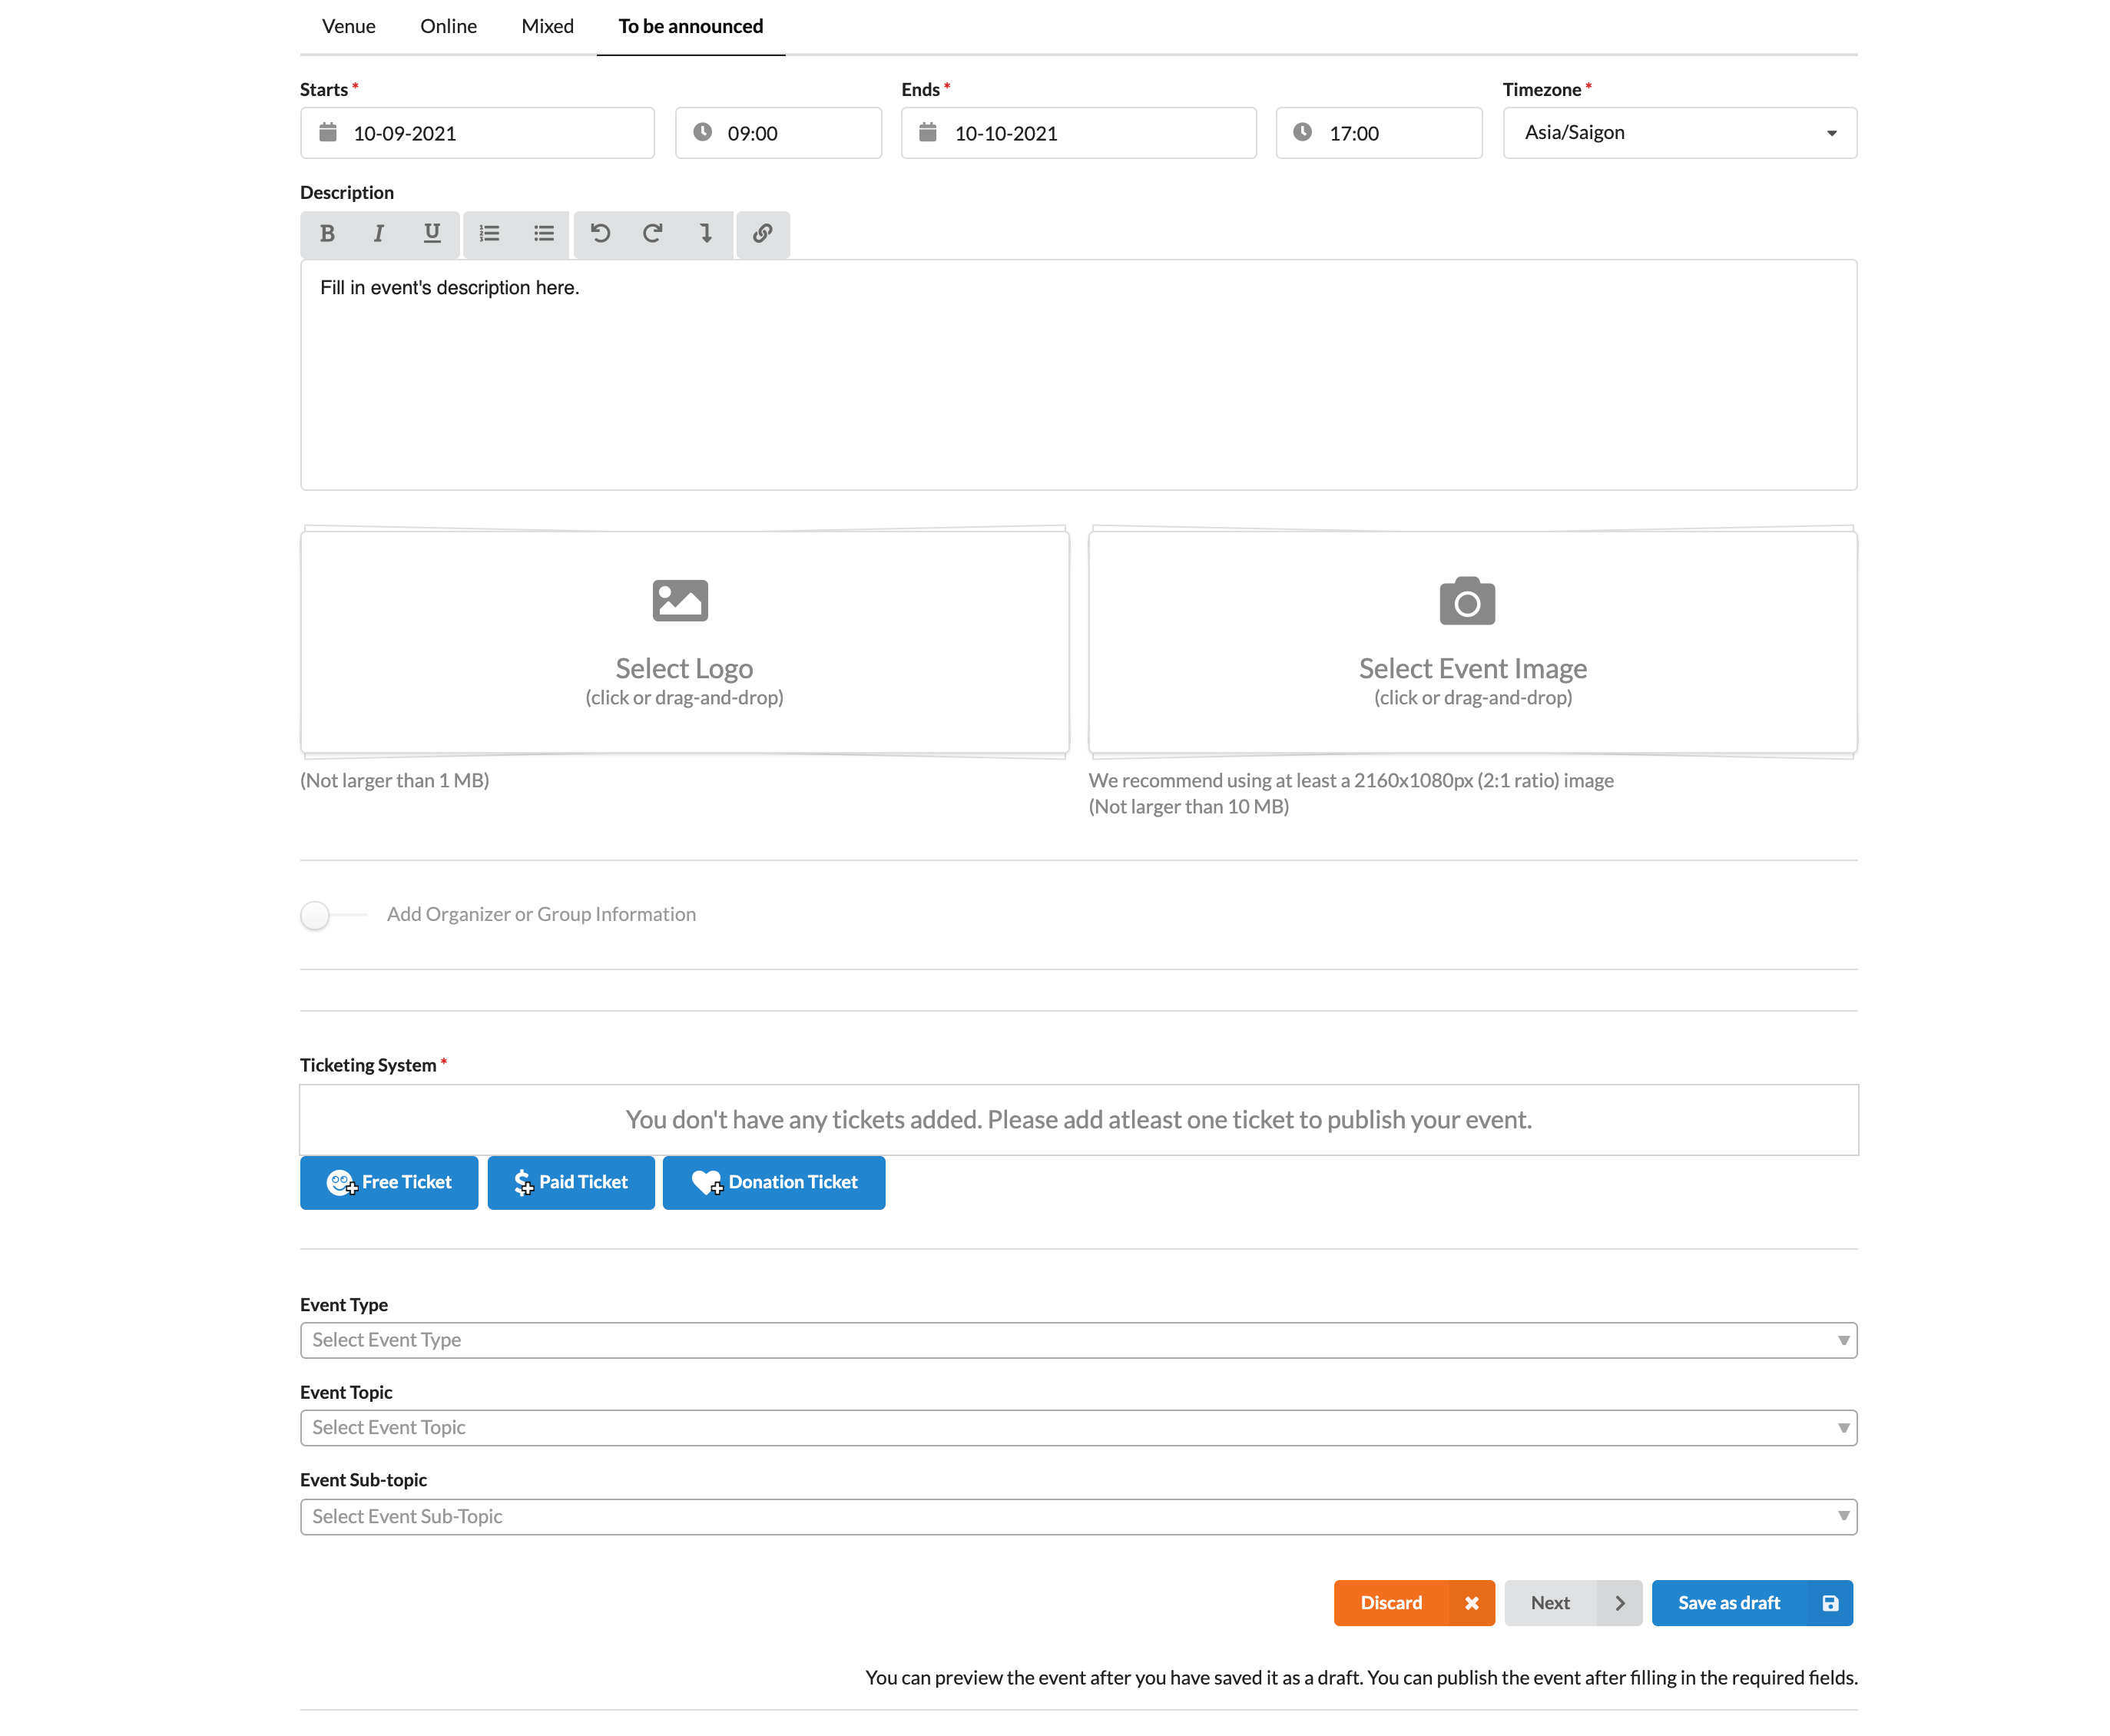 Venue Online Mixed To be announced
Starts * Ends * Timezone *
10-09-2021 09:00 10-10-2021 17:00 Asia/Saigon
Description
B I U
Fill in event's description here.
Select Logo
(click or drag-and-drop)
(Not larger than 1 MB)
Select Event Image
(click or drag-and-drop)
We recommend using at least a 2160x1080px (2:1 ratio) image
(Not larger than 10 MB)
Add Organizer or Group Information
Ticketing System *
You don't have any tickets added. Please add atleast one ticket to publish your event.
Free Ticket Paid Ticket Donation Ticket
Event Type
Select Event Type
Event Topic
Select Event Topic
Event Sub-topic
Select Event Sub-Topic
Discard Next Save as draft
You can preview the event after you have saved it as a draft. You can publish the event after filling in the required fields.